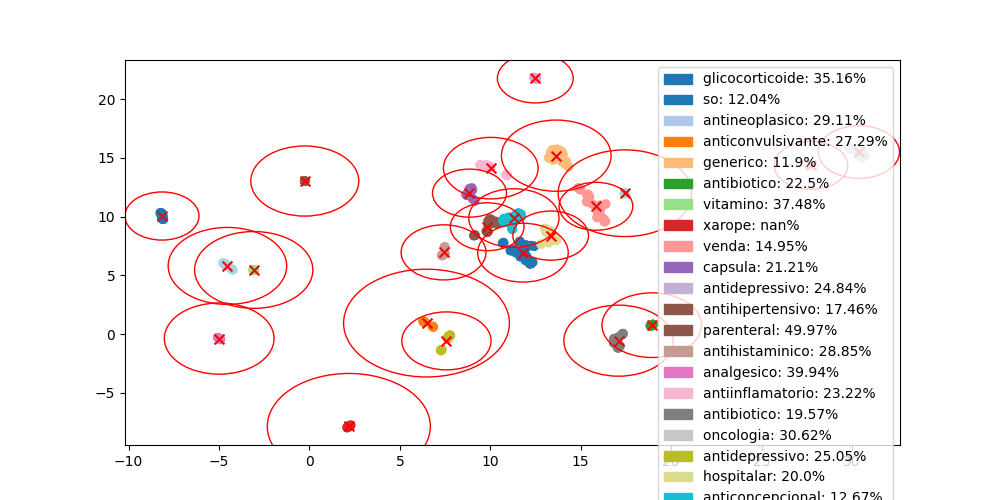 20
15
10
5
0
−5
−10
−5
0
5
10
15
20
25
30
glicocorticoide: 35.16%
so: 12.04%
antineoplasico: 29.11%
anticonvulsivante: 27.29%
generico: 11.9%
antibiotico: 22.5%
vitamino: 37.48%
xarope: nan%
venda: 14.95%
capsula: 21.21%
antidepressivo: 24.84%
antihipertensivo: 17.46%
parenteral: 49.97%
antihistaminico: 28.85%
analgesico: 39.94%
antiinflamatorio: 23.22%
antibiotico: 19.57%
oncologia: 30.62%
antidepressivo: 25.05%
hospitalar: 20.0%
anticoncepcional: 12.67%